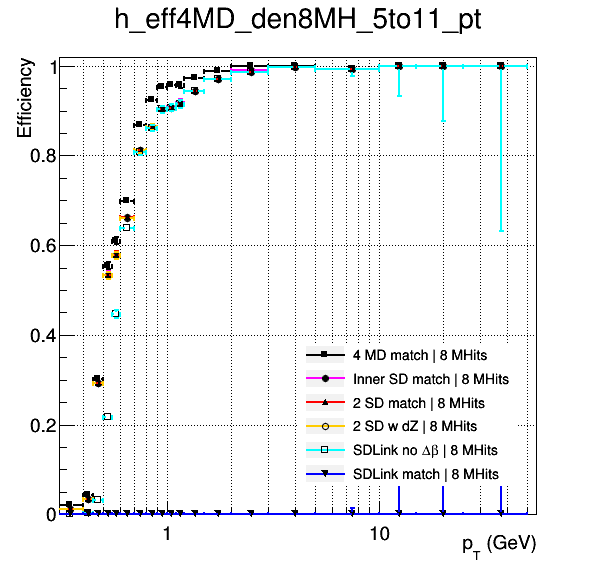 h_eff4MD_den8MH_5to11_pt
Efficiency
1
0.8
0.6
0.4
0.2
0
4 MD match | 8 MHits
Inner SD match | 8 MHits
2 SD match | 8 MHits
2 SD w dZ | 8 MHits
SDLink no Δβ | 8 MHits
SDLink match | 8 MHits
1 10
p_T (GeV)